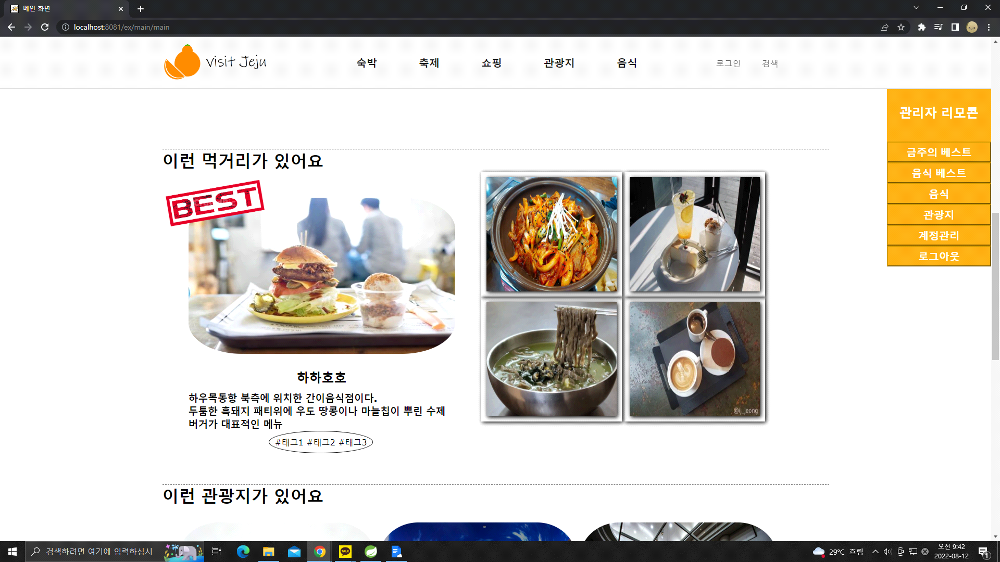 메인 화면
localhost:8081/ex/main/main
Visit Jeju
숙박
축제
쇼핑
관광지
음식
로그인
검색
관리자 리모콘
금주의 베스트
음식 베스트
음식
관광지
계정관리
로그아웃
이런 먹거리가 있어요
BEST
하하호호
하우목동항 북측에 위치한 간이음식점이다.
두툼한 흑돼지 패티위에 우도 땅콩이나 마늘칩이 뿌린 수제
버거가 대표적인 메뉴
#태그1 #태그2 #태그3
@ij_jeong
이런 관광지가 있어요
검색하려면 여기에 입력하십시
TALK
29°C 흐림
오전 9:42
2022-08-12
1